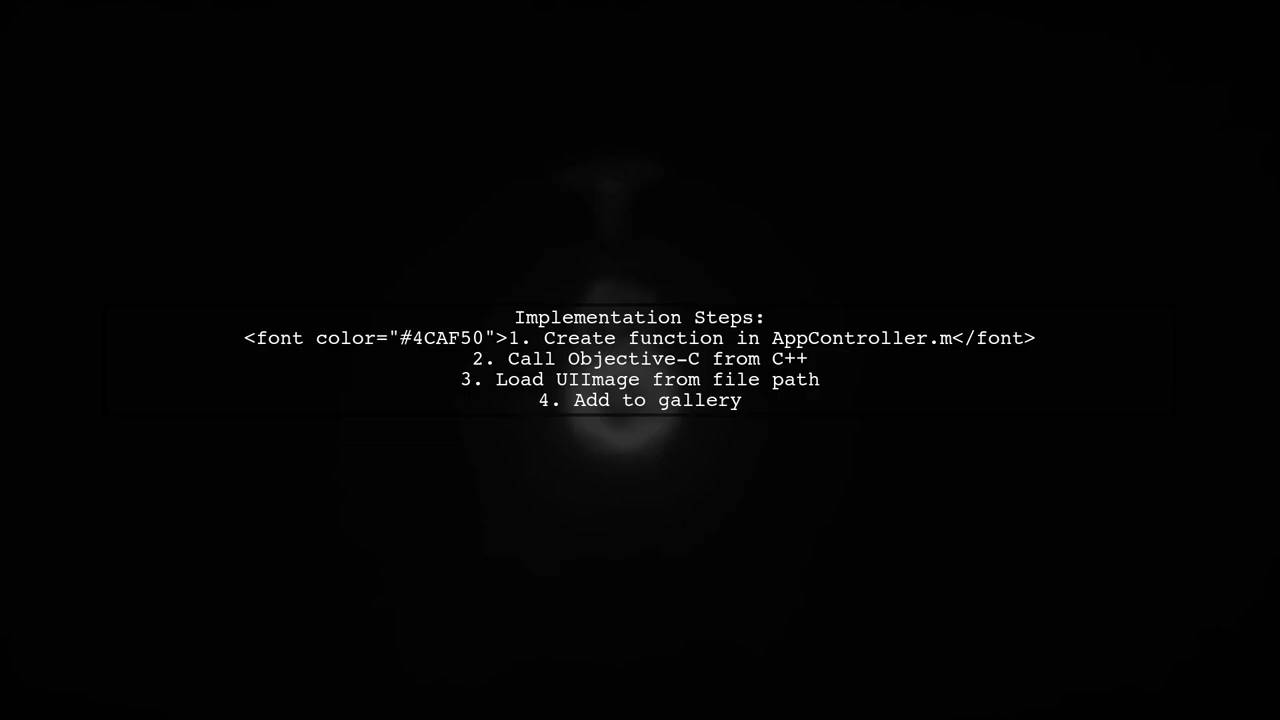 Implementation Steps:
<font color="#4CAF50">1. Create function in AppController.m</font>
2. Call Objective-C from C++
3. Load UIImage from file path
4. Add to gallery